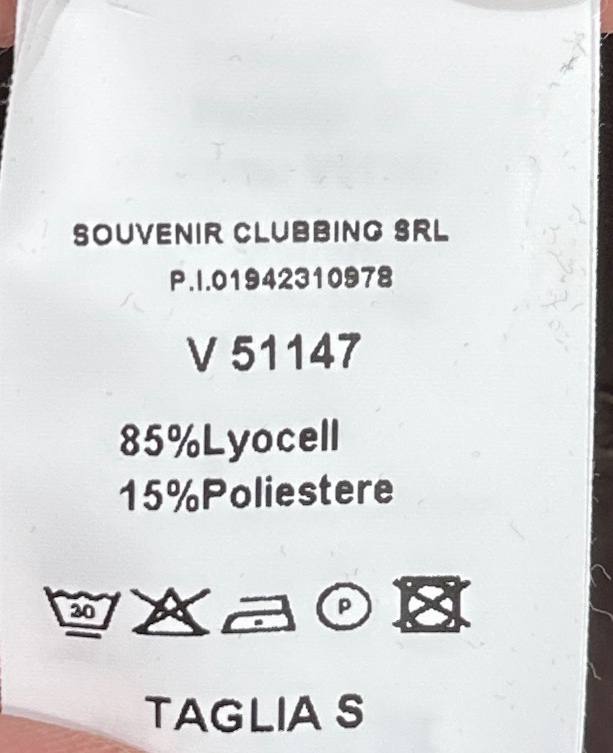 SOUVENIR CLUBBING SRL
P.I.01942310978
V 51147
85%Lyocell
15%Poliestere
30 P
TAGLIA S